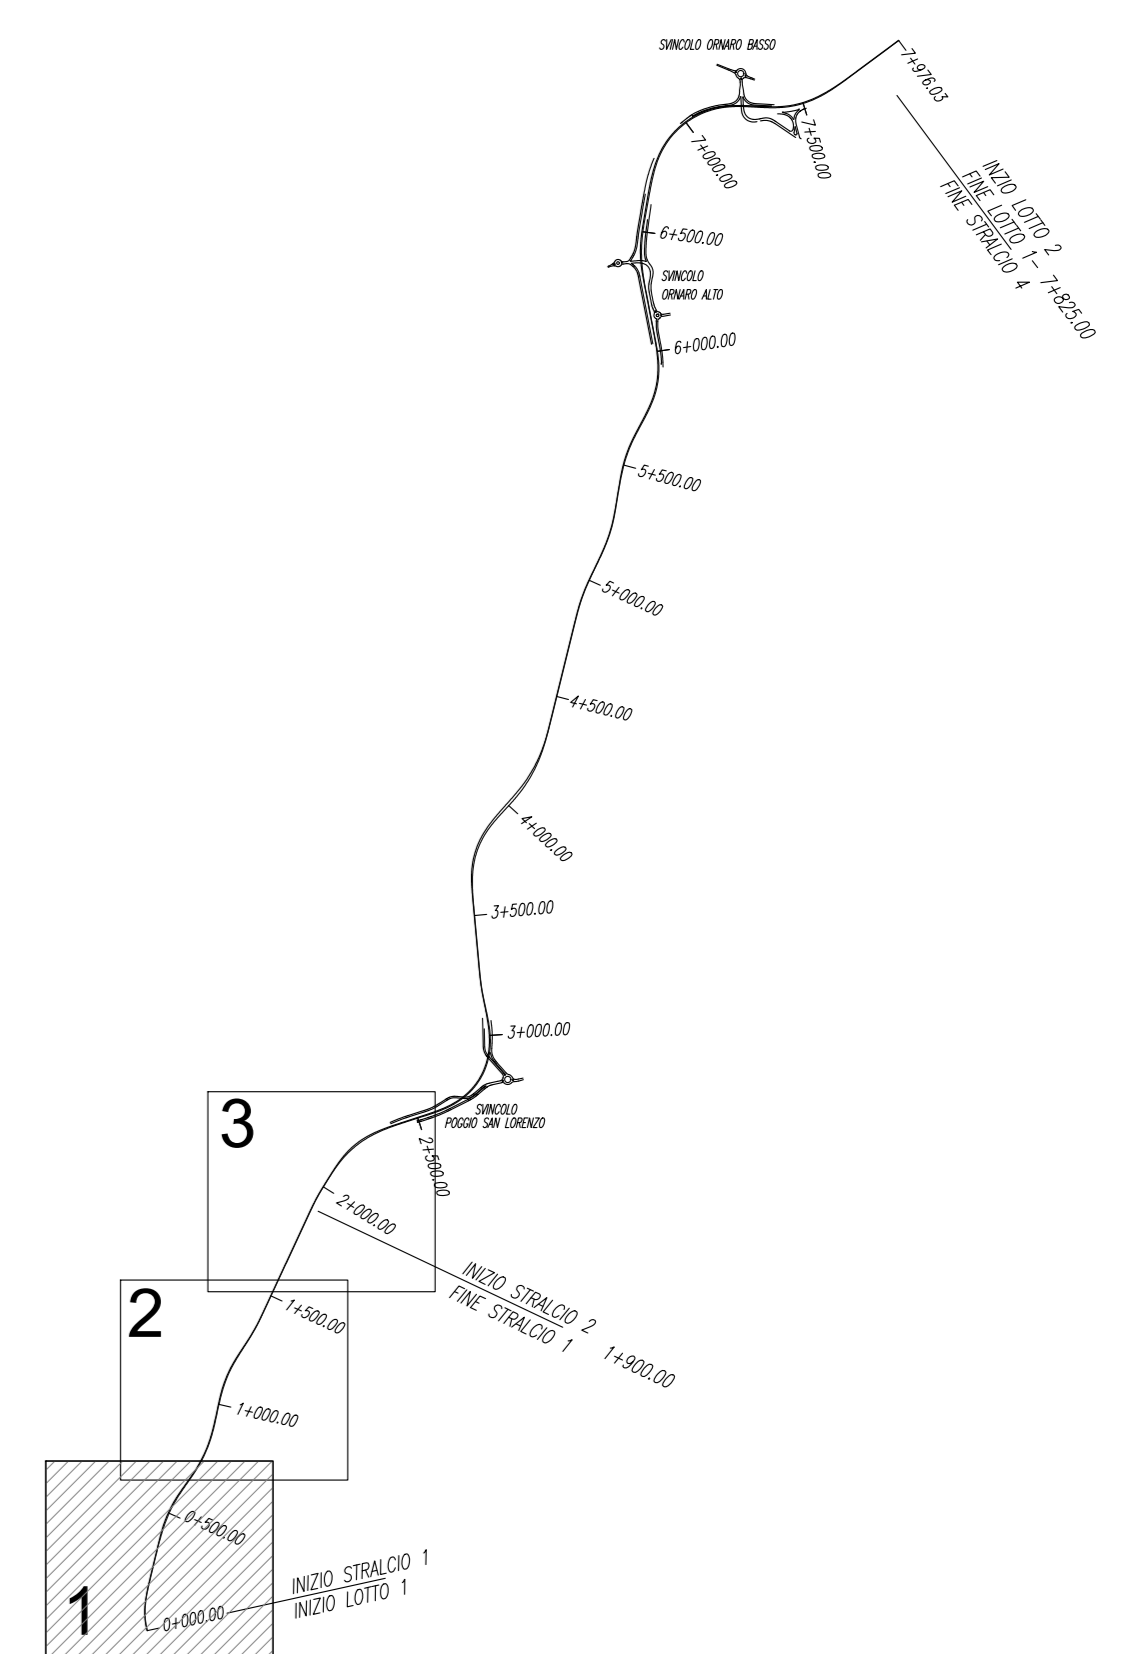 SVINCOLO ORNARO BASSO
7+976.03
7+500.00
7+000.00
INZIO LOTTO 2
FINE LOTTO 1- 7+825.00
FINE STRALCIO 4
6+500.00
SVINCOLO
ORNARO ALTO
6+000.00
5+500.00
5+000.00
4+500.00
4+000.00
3+500.00
3+000.00
SVINCOLO
POGGIO SAN LORENZO
3
2+500.00
2+000.00
INIZIO STRALCIO 2
FINE STRALCIO 1 1+900.00
2
1+500.00
1+000.00
0+500.00
INIZIO STRALCIO 1
INIZIO LOTTO 1
1
0+000.00